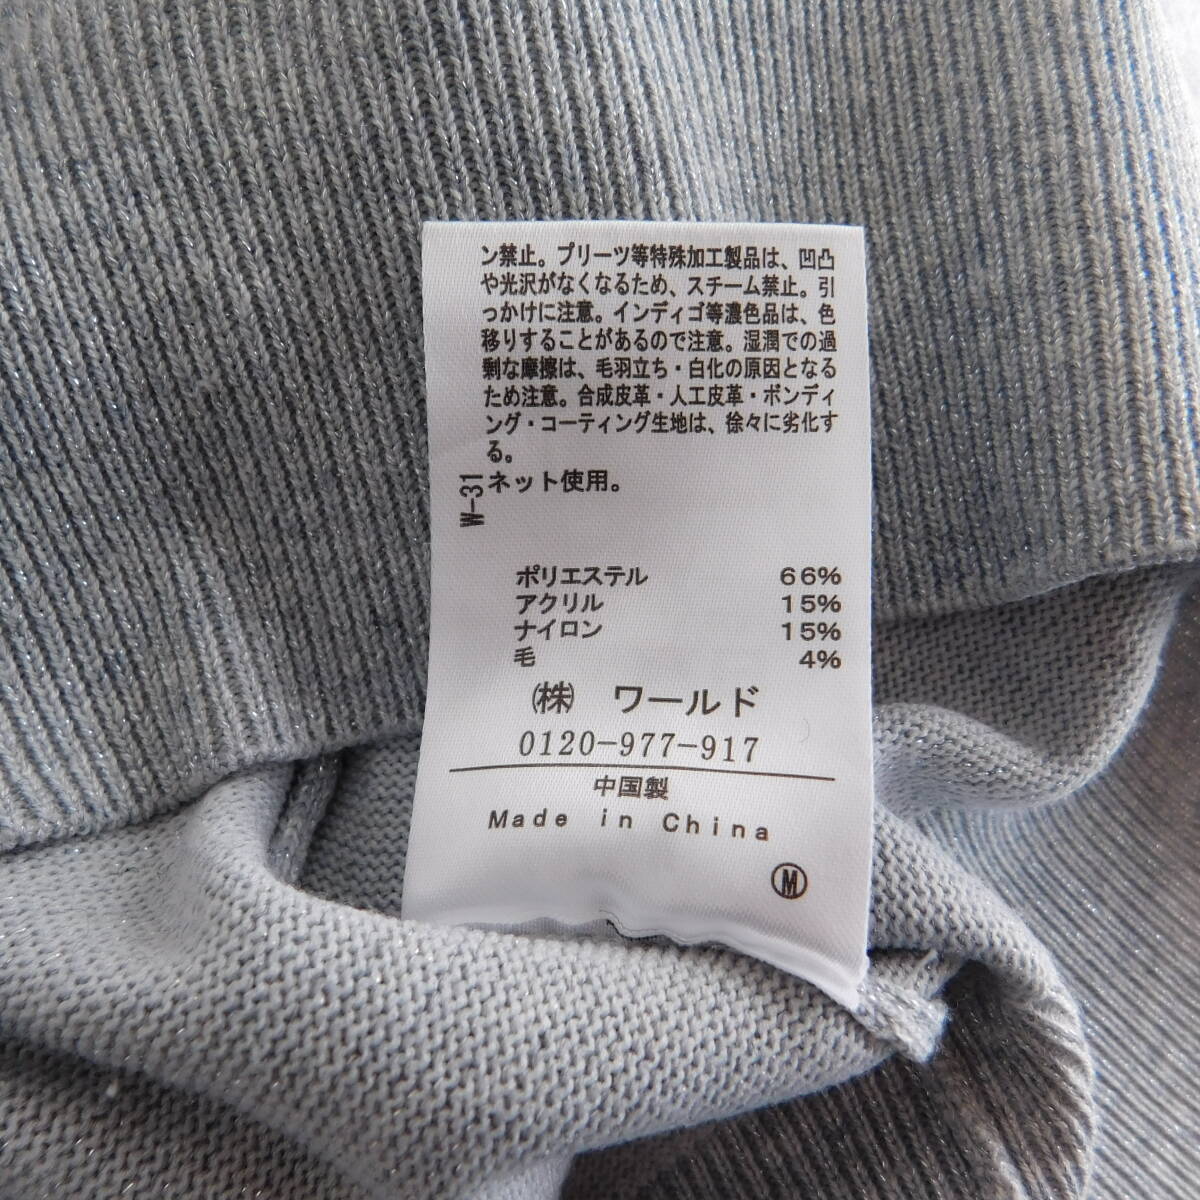 ン禁止。プリーツ等特殊加工製品は、凹凸
や光沢がなくなるため、スチーム禁止。引
っかけに注意。インディゴ等濃色品は、色
移りすることがあるので注意。湿潤での過
剰な摩擦は、毛羽立ち・白化の原因となる
ため注意。合成皮革・人工皮革・ボンディ
ング・コーティング生地は、徐々に劣化す
る。
ネット使用。
W-31
ポリエステル 66%
アクリル 15%
ナイロン 15%
毛 4%
(株) ワールド
0120-977-917
中国製
Made in China
Ⓜ